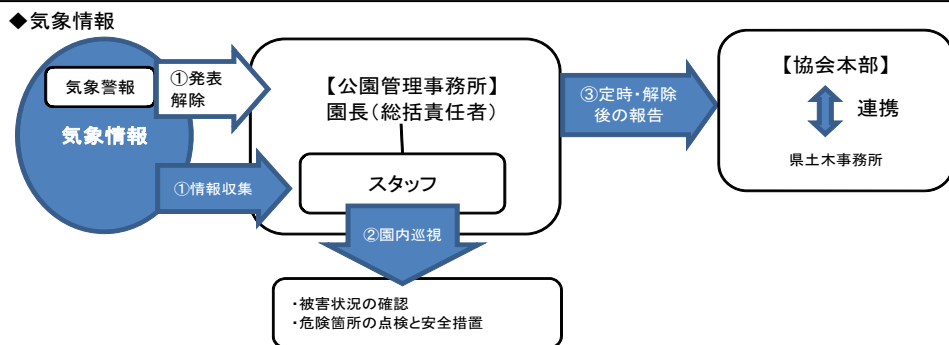 ◆気象情報
気象警報
気象情報
①発表
解除
①情報収集
【公園管理事務所】
園長(総括責任者)
スタッフ
②園内巡視
・被害状況の確認
・危険箇所の点検と安全措置
③定時・解除
後の報告
【協会本部】
連携
県土木事務所